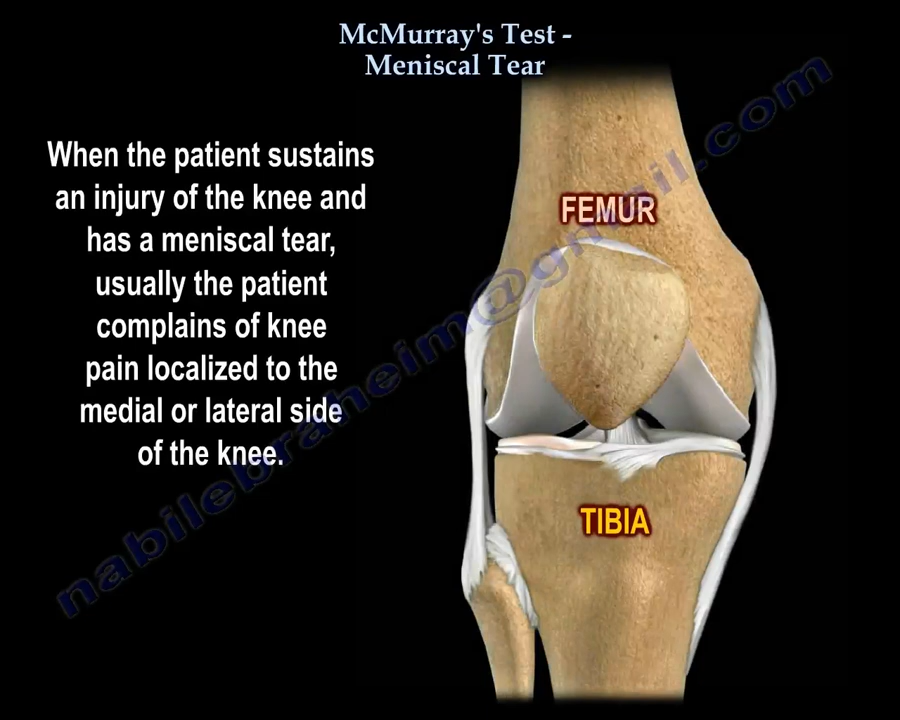 McMurray's Test -
Meniscal Tear
When the patient sustains
an injury of the knee and
has a meniscal tear,
usually the patient
complains of knee
pain localized to the
medial or lateral side
of the knee.
FEMUR
TIBIA
nabilebraheim@gmail.com